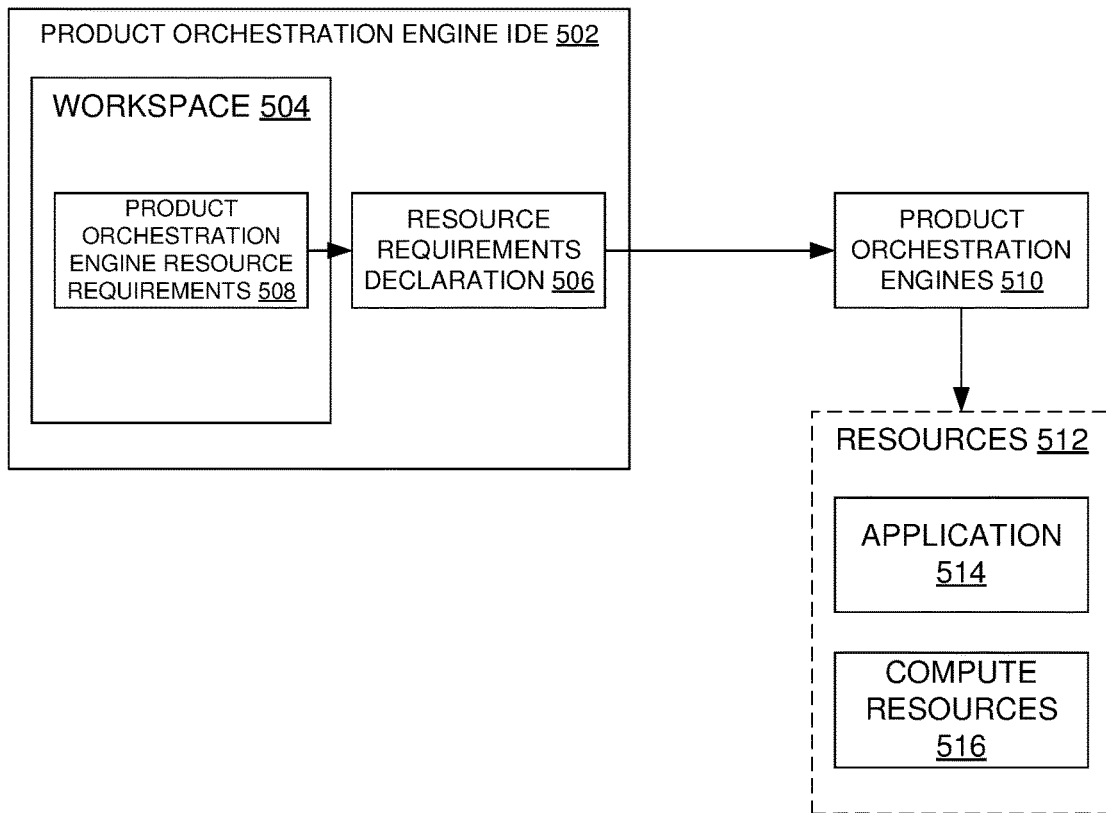 PRODUCT ORCHESTRATION ENGINE IDE 502
WORKSPACE 504
PRODUCT
ORCHESTRATION
ENGINE RESOURCE
REQUIREMENTS 508
RESOURCE
REQUIREMENTS
DECLARATION 506
PRODUCT
ORCHESTRATION
ENGINES 510
RESOURCES 512
APPLICATION
514
COMPUTE
RESOURCES
516